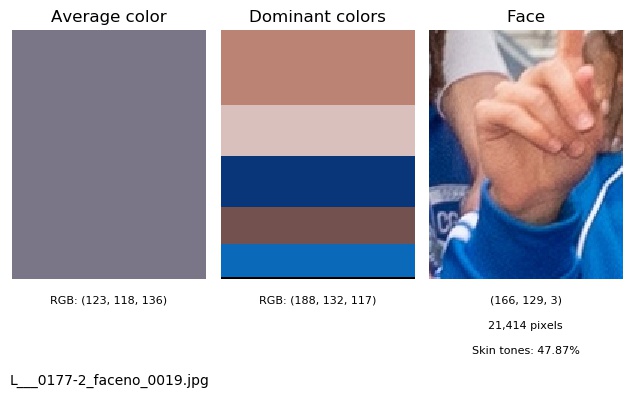 Average color
Dominant colors
Face
RGB: (123, 118, 136)
RGB: (188, 132, 117)
(166, 129, 3)
21,414 pixels
Skin tones: 47.87%
L___0177-2_faceno_0019.jpg